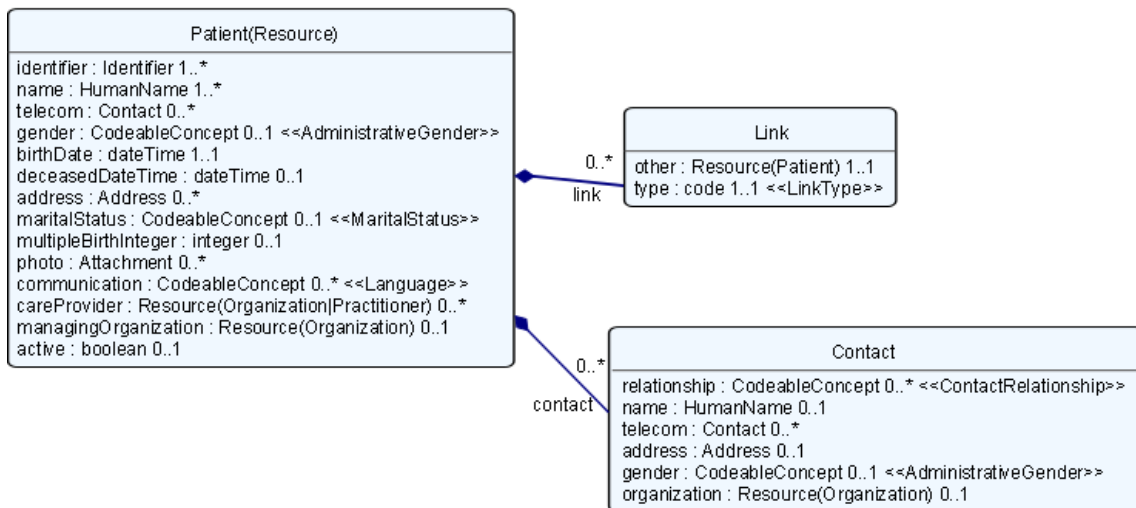 Patient(Resource)
identifier : Identifier 1..*
name : HumanName 1..*
telecom : Contact 0..*
gender : CodeableConcept 0..1 <<AdministrativeGender>>
birthDate : dateTime 1..1
deceasedDateTime : dateTime 0..1
address : Address 0..*
maritalStatus : CodeableConcept 0..1 <<MaritalStatus>>
multipleBirthInteger : integer 0..1
photo : Attachment 0..*
communication : CodeableConcept 0..* <<Language>>
careProvider : Resource(Organization|Practitioner) 0..*
managingOrganization : Resource(Organization) 0..1
active : boolean 0..1
0..*
link
Link
other : Resource(Patient) 1..1
type : code 1..1 <<LinkType>>
0..*
contact
Contact
relationship : CodeableConcept 0..* <<ContactRelationship>>
name : HumanName 0..1
telecom : Contact 0..*
address : Address 0..1
gender : CodeableConcept 0..1 <<AdministrativeGender>>
organization : Resource(Organization) 0..1